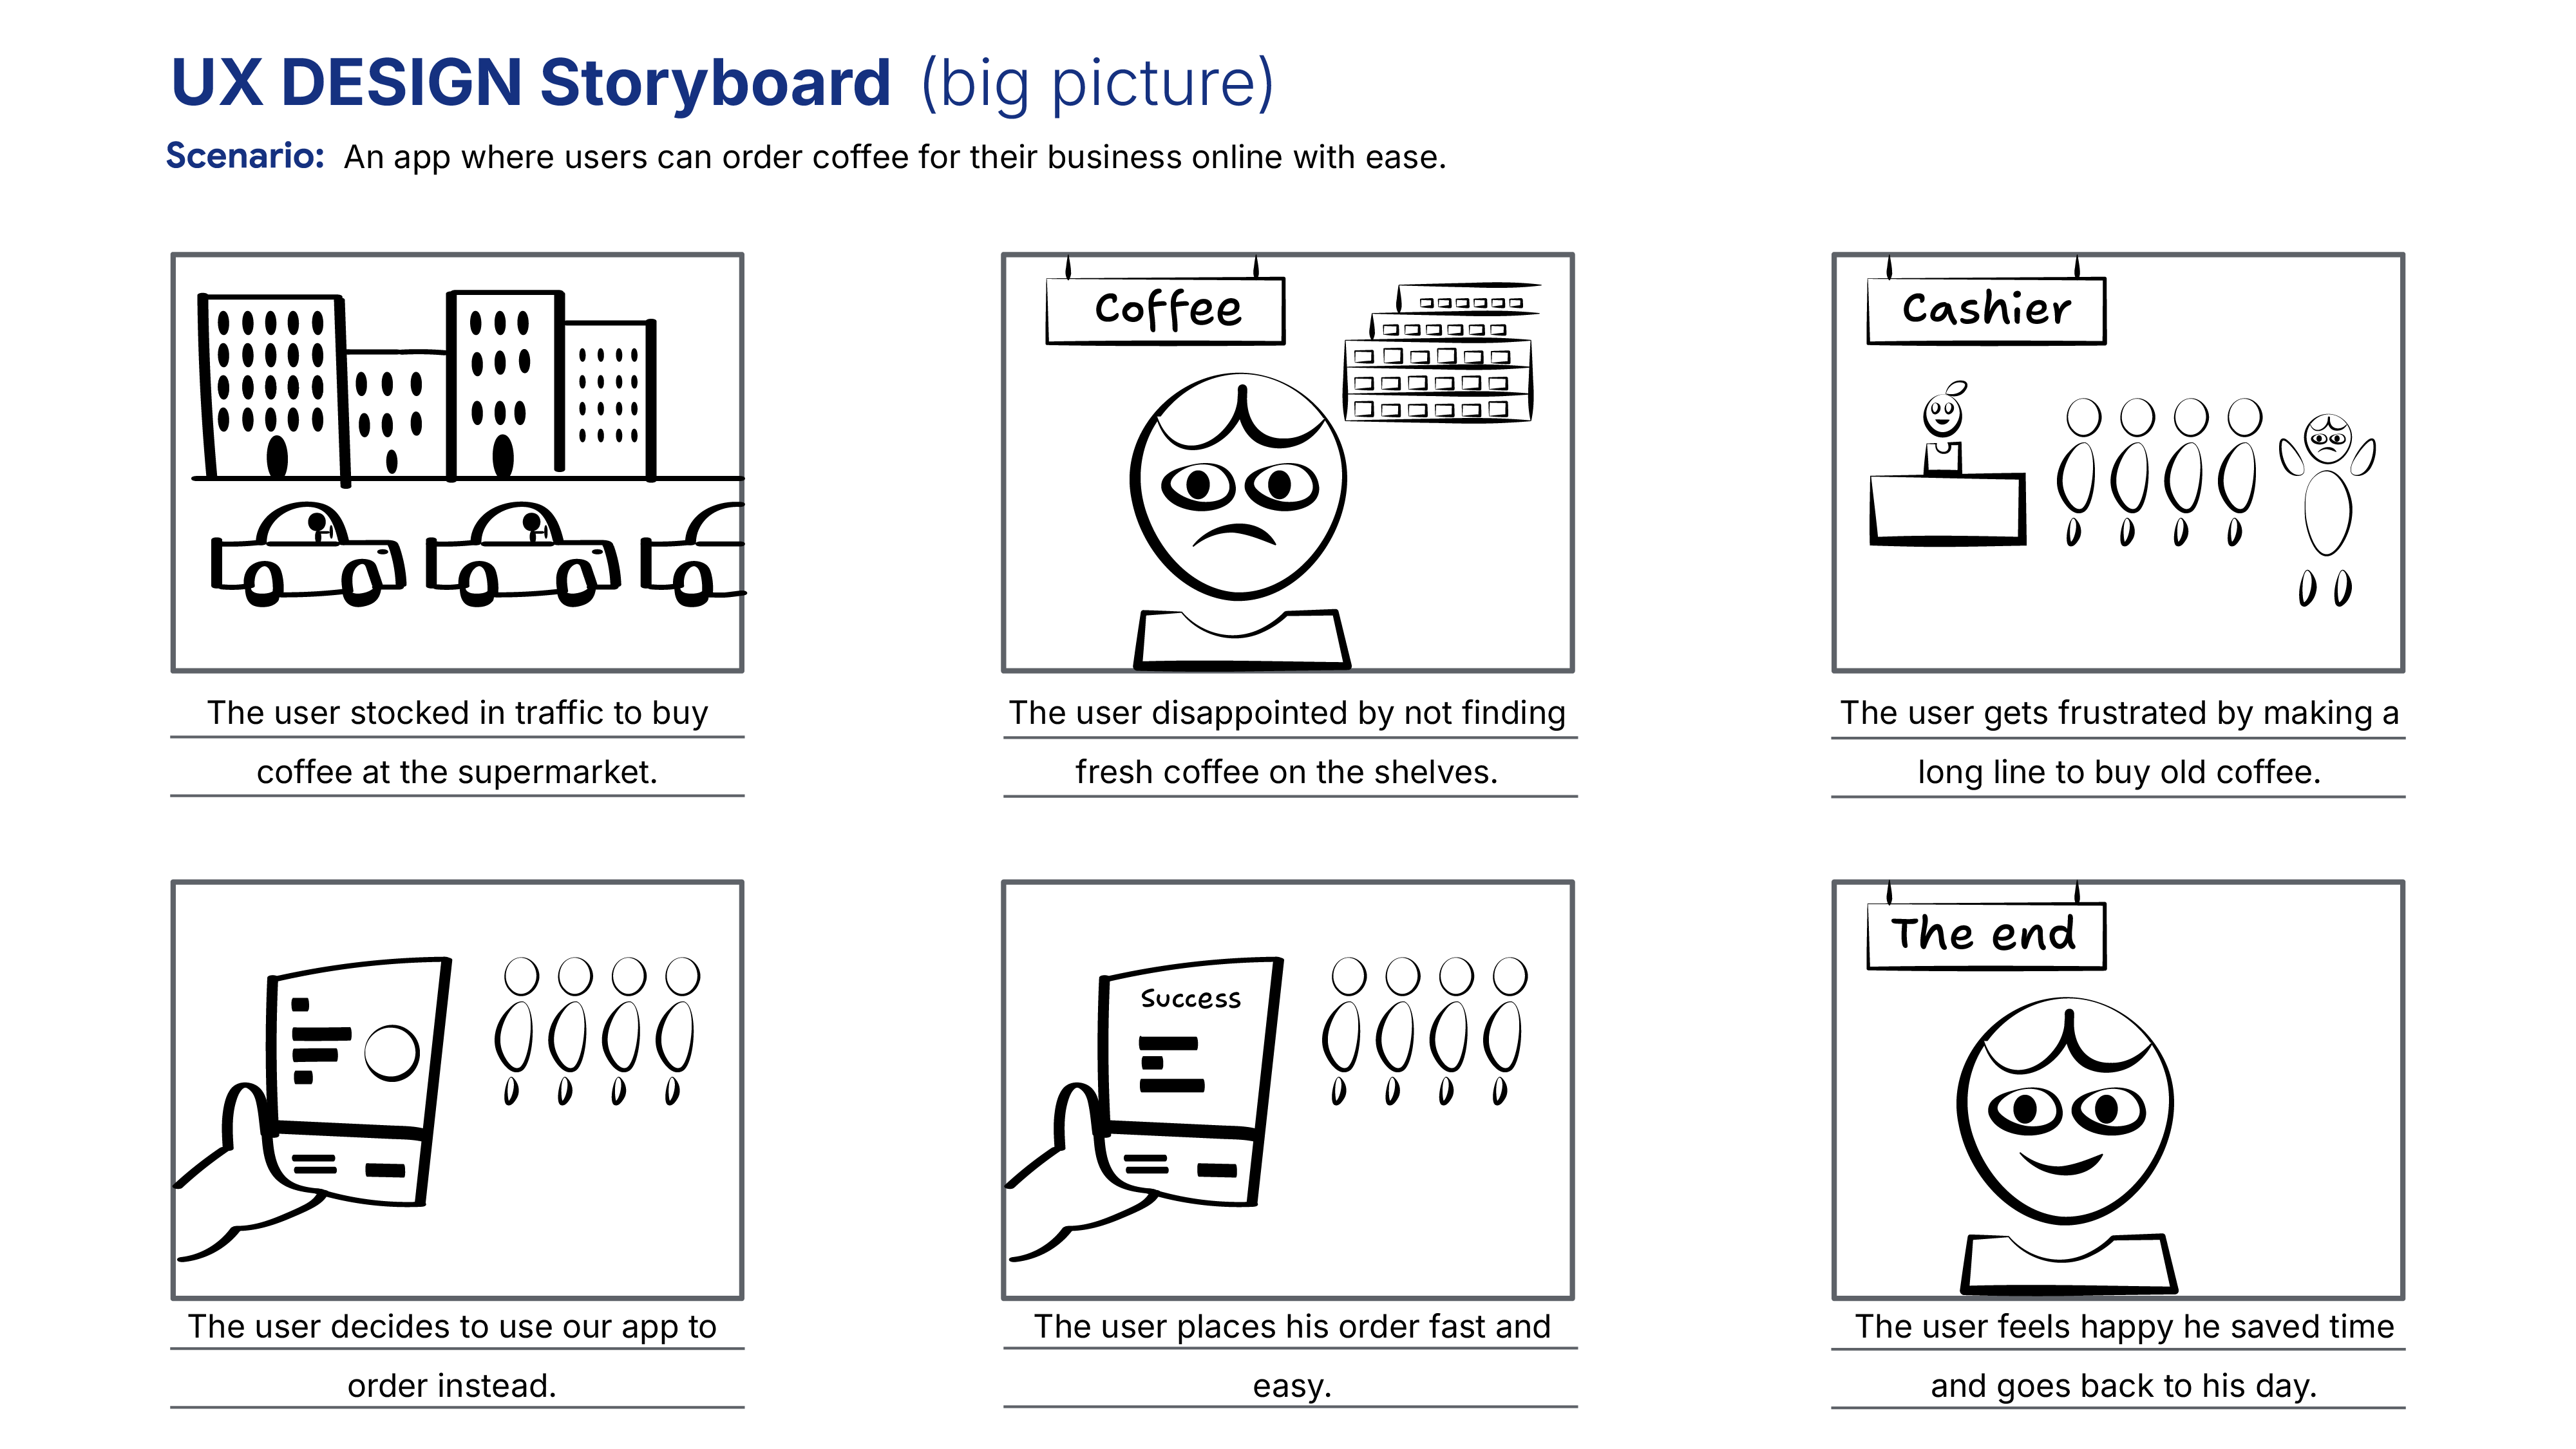 UX DESIGN Storyboard (big picture)
Scenario: An app where users can order coffee for their business online with ease.
Coffee
Cashier
The user stocked in traffic to buy
coffee at the supermarket.
The user disappointed by not finding
fresh coffee on the shelves.
The user gets frustrated by making a
long line to buy old coffee.
Success
The end
The user decides to use our app to
order instead.
The user places his order fast and
easy.
The user feels happy he saved time
and goes back to his day.